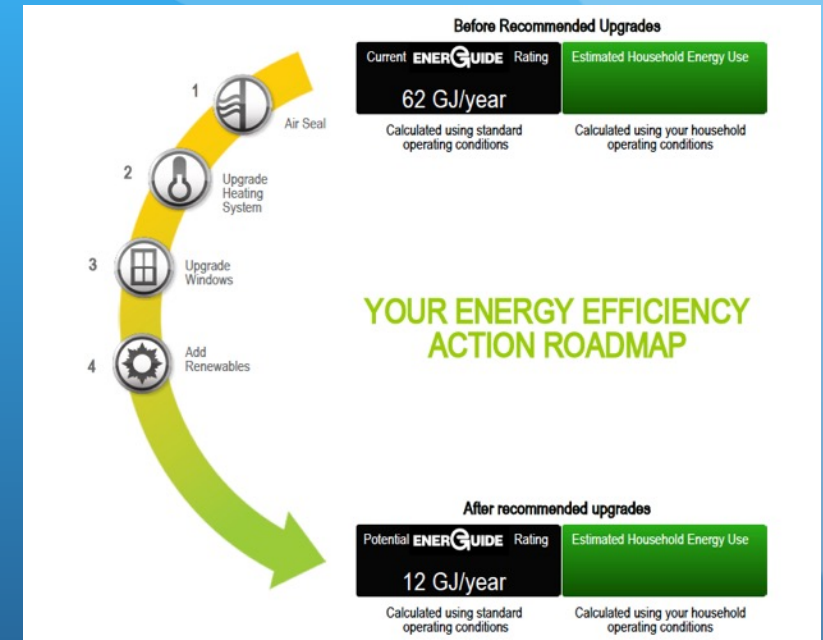 Before Recommended Upgrades
Current ENERGUIDE Rating
62 GJ/year
Estimated Household Energy Use
Calculated using standard
operating conditions
Calculated using your household
operating conditions
1
Air Seal
2
Upgrade
Heating
System
3
Upgrade
Windows
4
Add
Renewables
YOUR ENERGY EFFICIENCY
ACTION ROADMAP
After recommended upgrades
Potential ENERGUIDE Rating
12 GJ/year
Estimated Household Energy Use
Calculated using standard
operating conditions
Calculated using your household
operating conditions